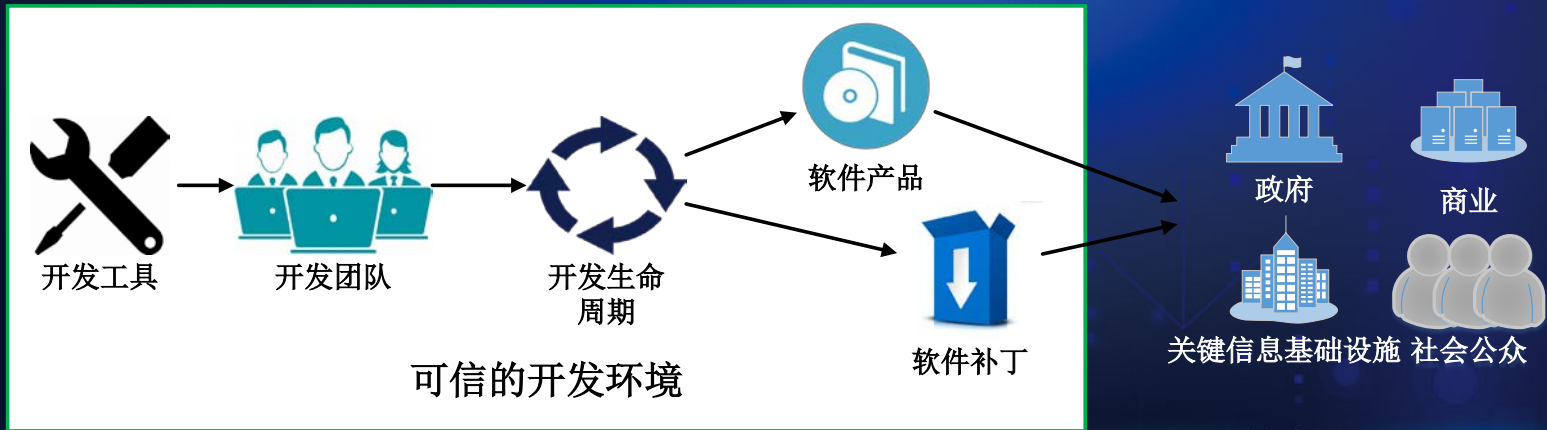 开发工具
开发团队
开发生命
周期
软件产品
软件补丁
可信的开发环境
政府
商业
关键信息基础设施
社会公众